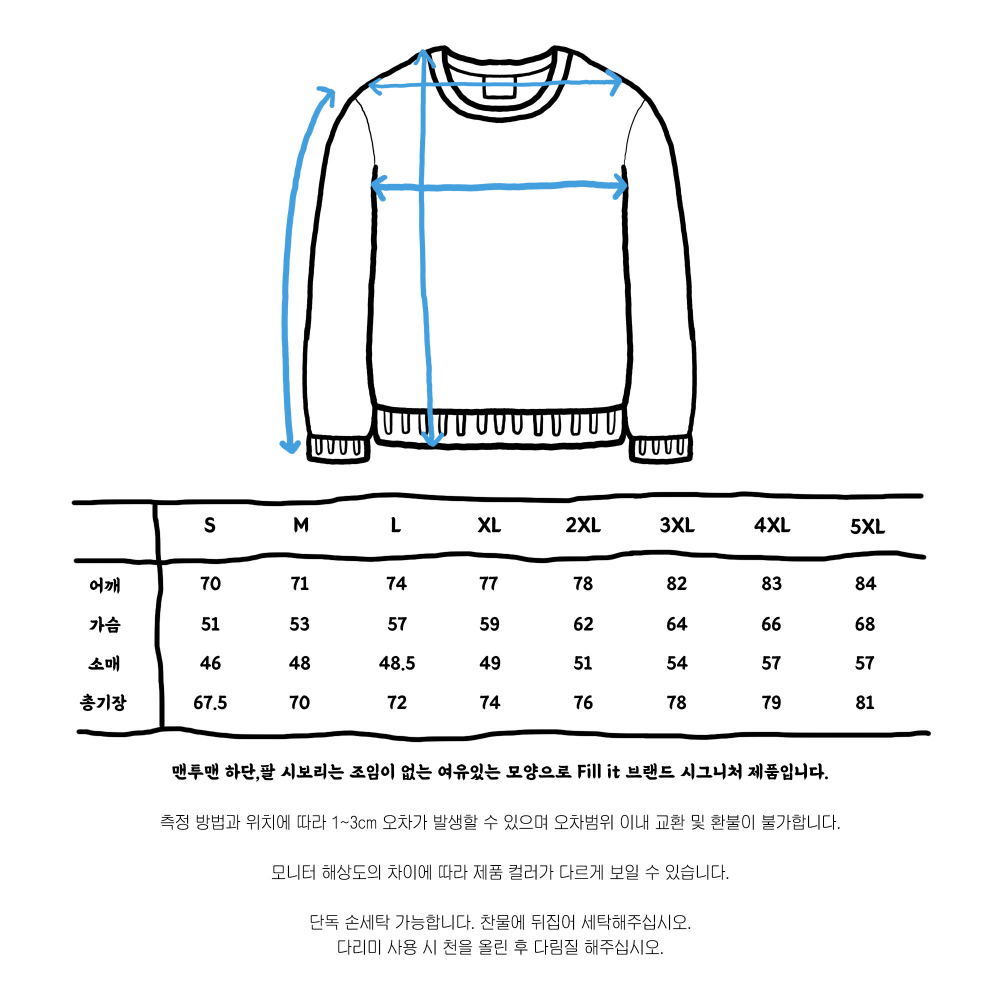 S M L XL 2XL 3XL 4XL 5XL
어깨 70 71 74 77 78 82 83 84
가슴 51 53 57 59 62 64 66 68
소매 46 48 48.5 49 51 54 57 57
총기장 67.5 70 72 74 76 78 79 81
맨투맨 하단,팔 시보리는 조임이 없는 여유있는 모양으로 Fill it 브랜드 시그니처 제품입니다.
측정 방법과 위치에 따라 1~3cm 오차가 발생할 수 있으며 오차범위 이내 교환 및 환불이 불가합니다.
모니터 해상도의 차이에 따라 제품 컬러가 다르게 보일 수 있습니다.
단독 손세탁 가능합니다. 찬물에 뒤집어 세탁해주십시오.
다리미 사용 시 천을 올린 후 다림질 해주십시오.